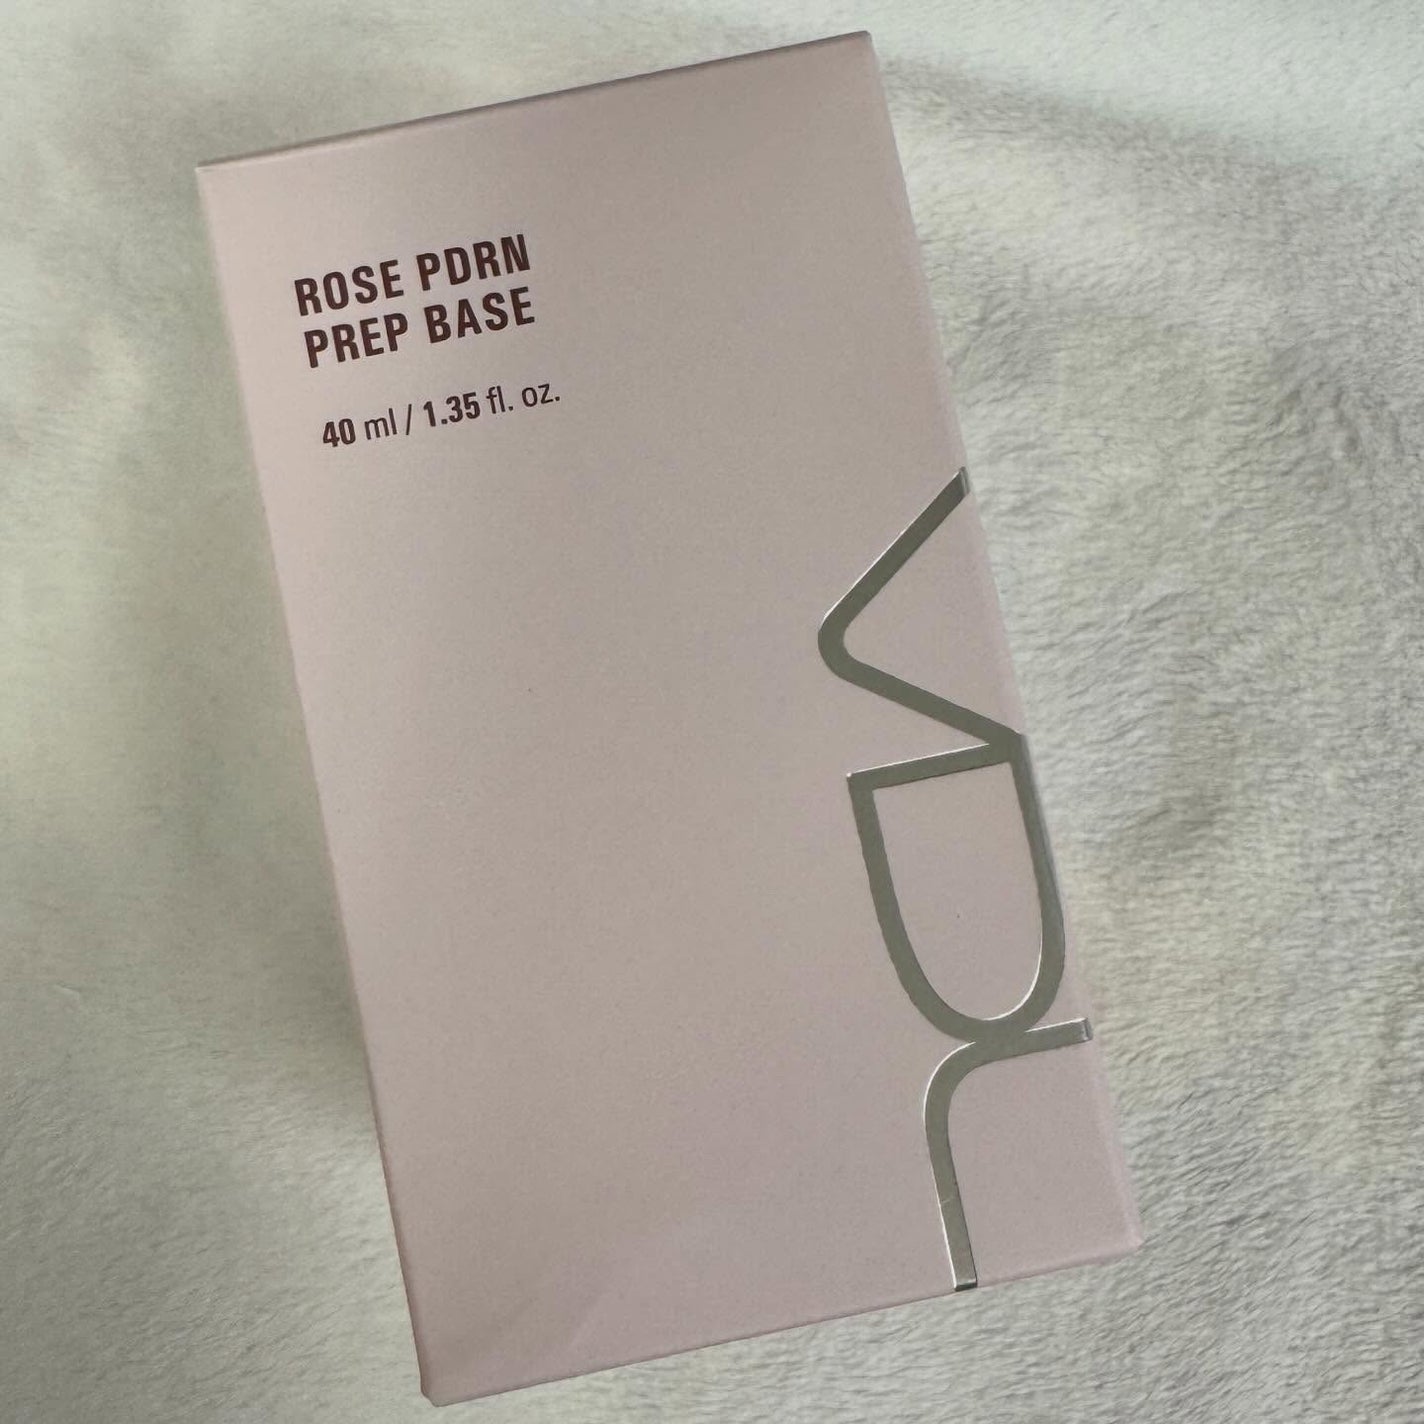 ROSE PDRN
PREP BASE
40 ml / 1.35 fl. oz.
VDL